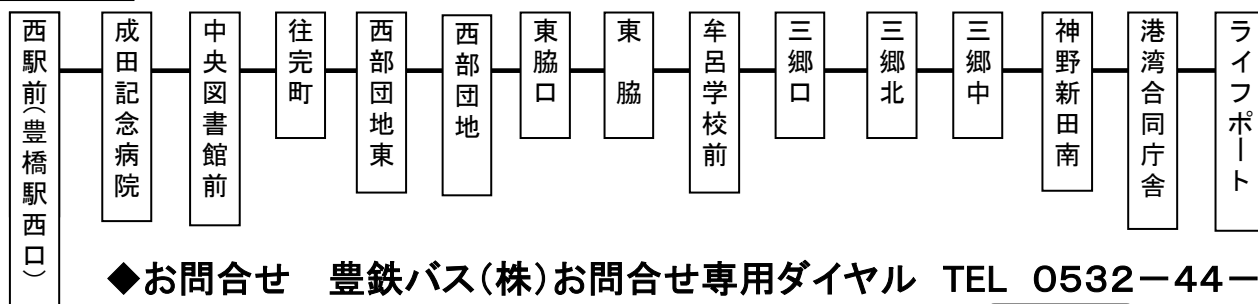 西駅前(豊橋駅西口)
成田記念病院
中央図書館前
往完町
西部団地東
西部団地
東脇口
東脇
牟呂学校前
三郷口
三郷北
三郷中
神野新田南
港湾合同庁舎
ライフポート
◆お問合せ　豊鉄バス(株)お問合せ専用ダイヤル　TEL　0532－44－